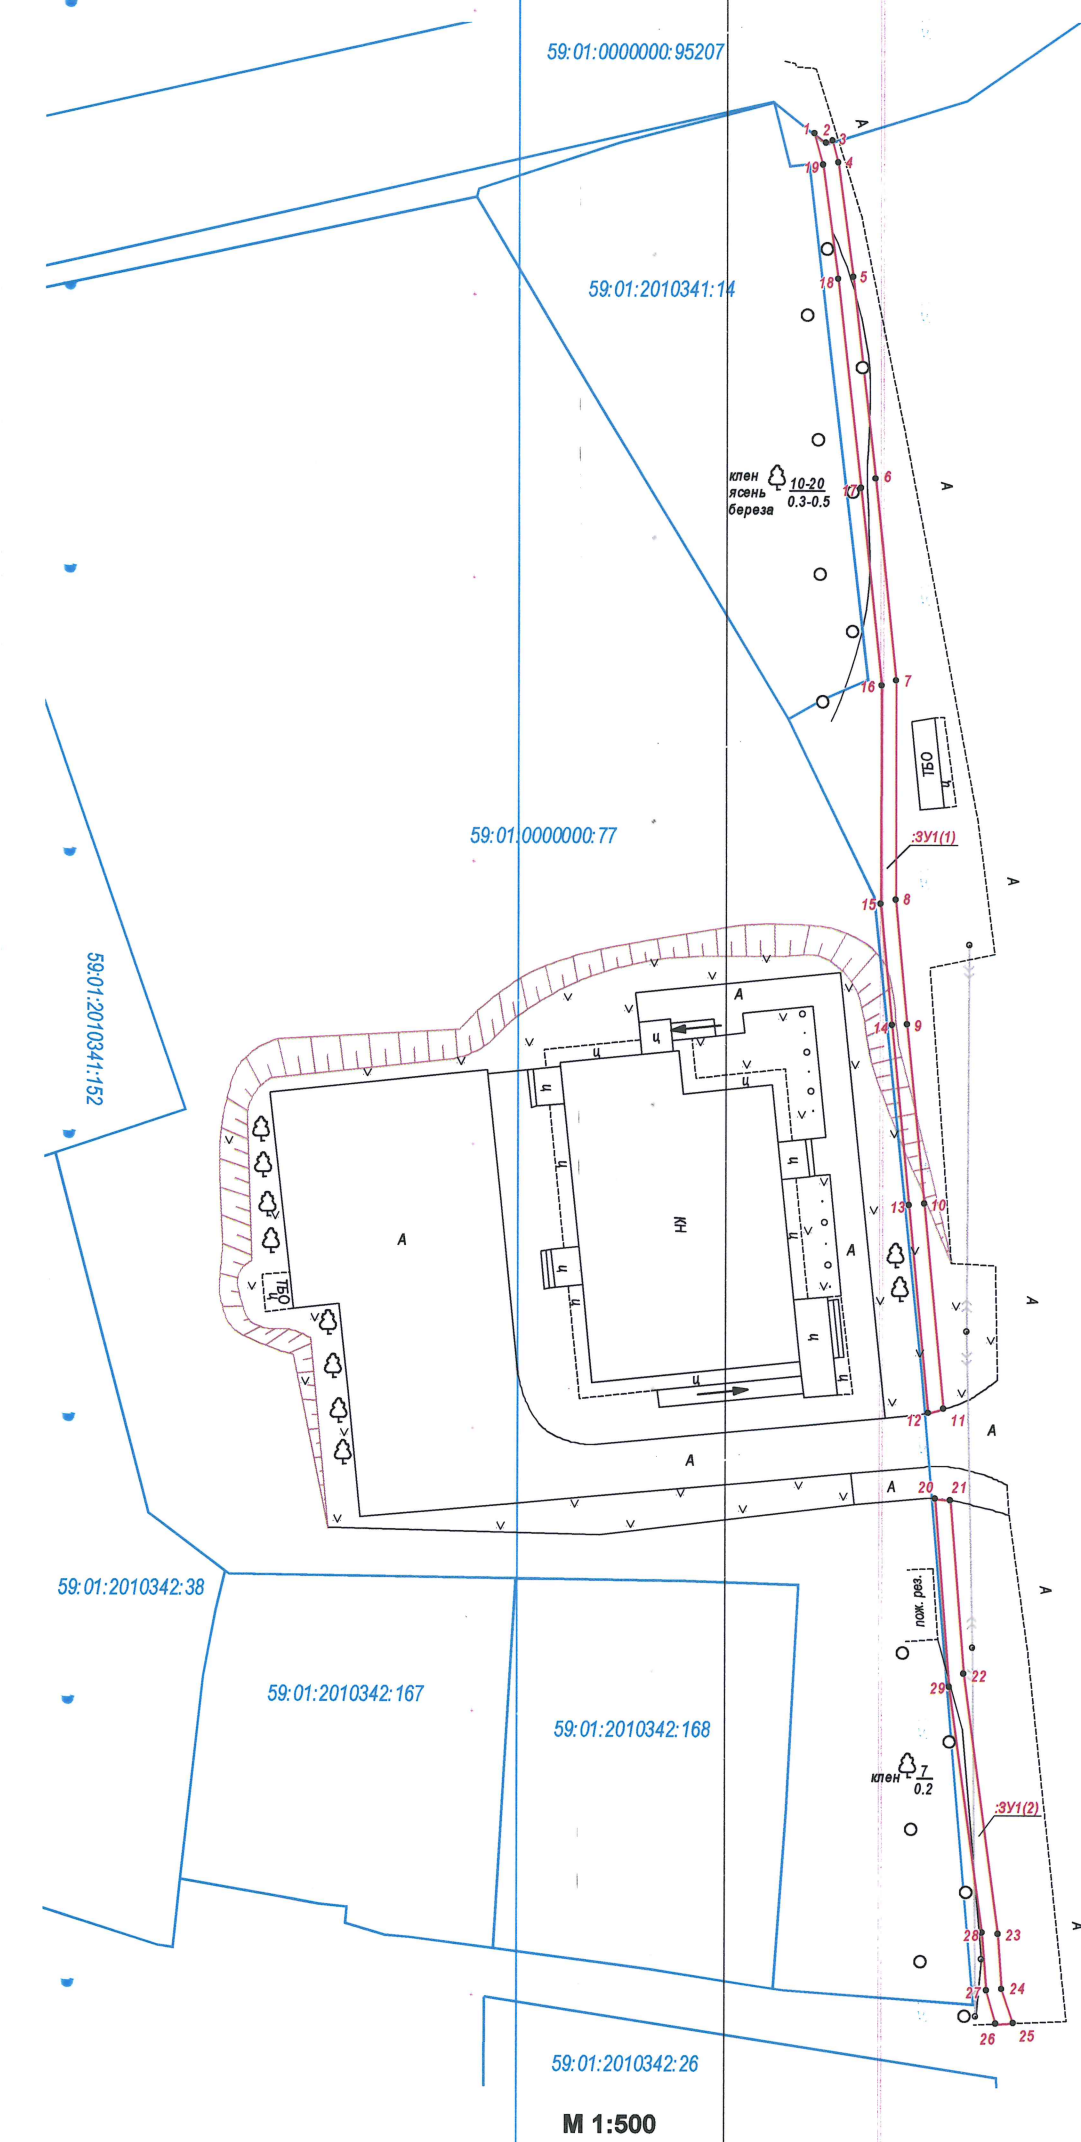 59:01:0000000:95207
А
1
2
3
19
4
18
5
59:01:2010341:14
клен
ясень
береза
10-20
0.3-0.5
6
17
А
16
7
ТБО
ц
59:01:0000000:77
:ЗУ1(1)
А
15
8
59:01:2010341:152
А
14
9
ц
ц
ц
ц
ц
ц
13
10
КН
А
А
ц
ц
ТБО
ц
ц
А
ц
ц
ц
12
11
А
А
А
20
21
59:01:2010342:38
пож. рез.
А
22
29
59:01:2010342:167
59:01:2010342:168
клен
7
0.2
:ЗУ1(2)
А
28
23
27
24
26
25
59:01:2010342:26
М 1:500